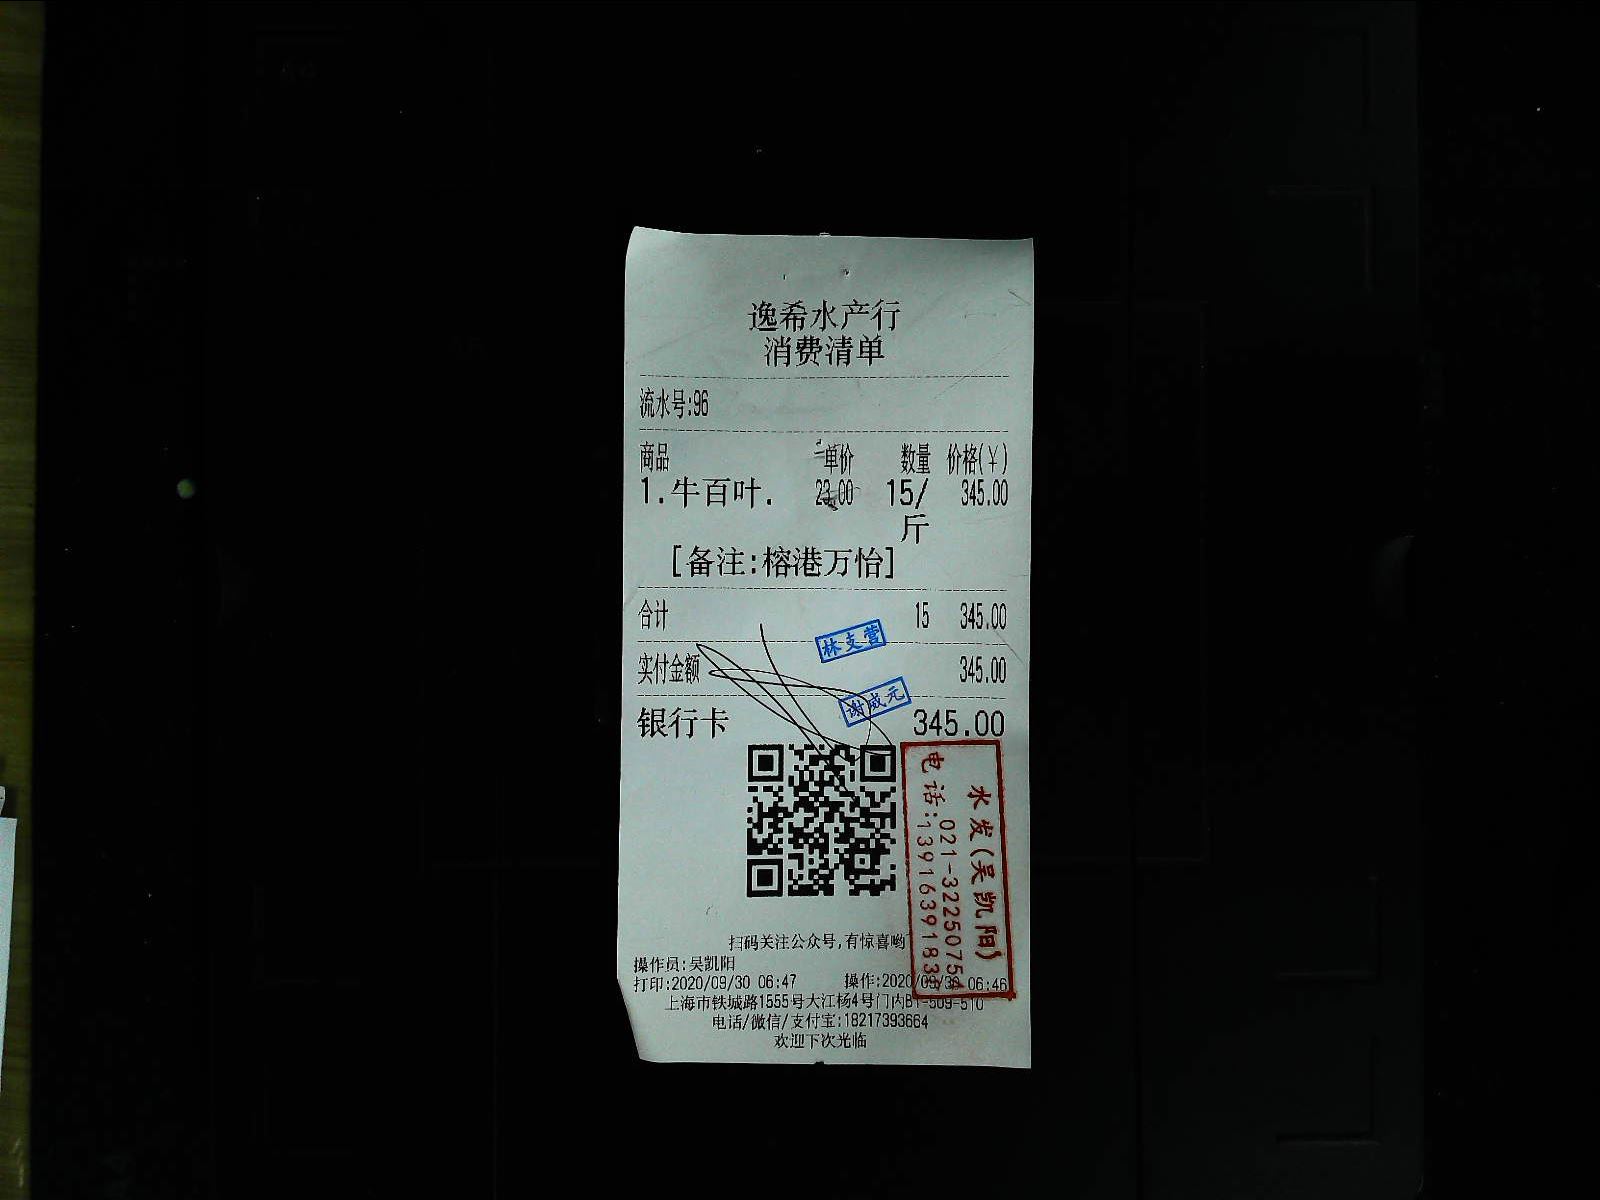 逸希水产行
消费清单
流水号:96
商品 单价 数量 价格(¥)
1.牛百叶. 23.00 15/斤 345.00
[备注:榕港万怡]
合计 15 345.00
林支营
实付金额 345.00
谢威元
银行卡 345.00
水发(吴凯阳)
电话:021-32250754
1391639183
扫码关注公众号,有惊喜哟
操作员:吴凯阳
打印:2020/09/30 06:47 操作:2020/09/30 06:46
上海市铁城路1555号大江杨4号门内B1-509-510
电话/微信/支付宝:18217393664
欢迎下次光临